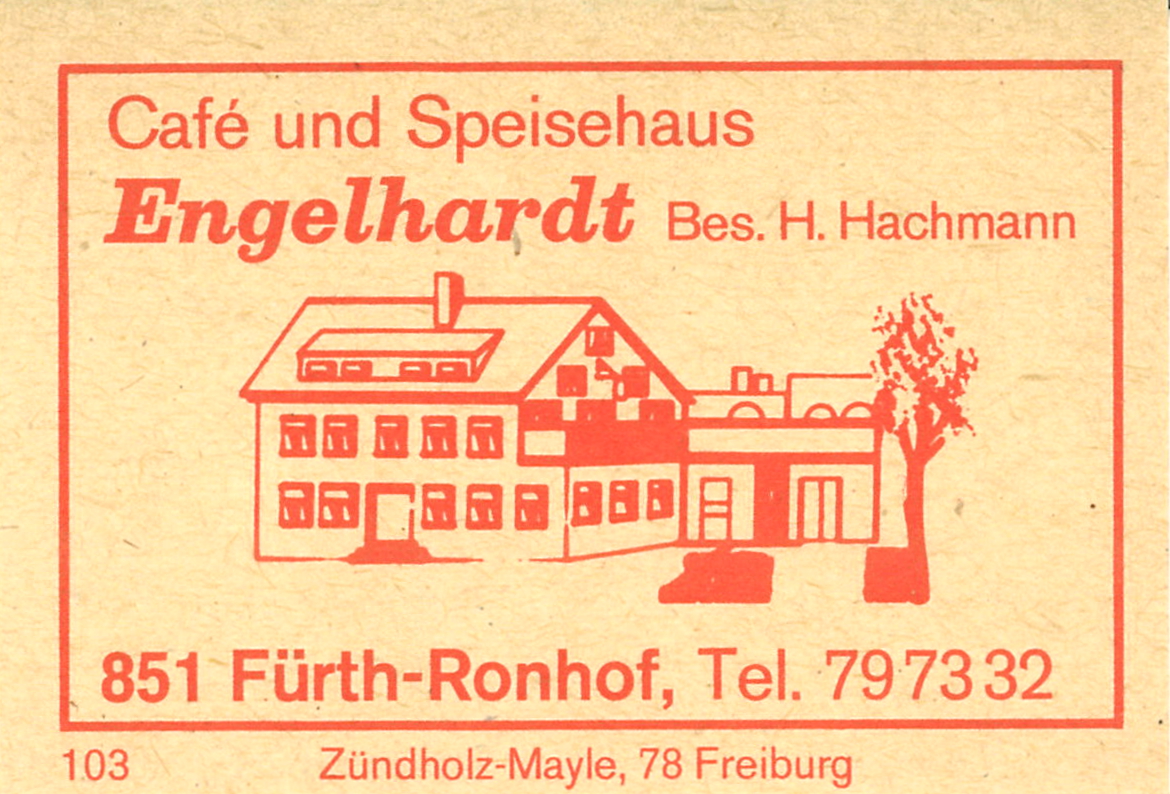 Café und Speisehaus
Engelhardt Bes. H. Hachmann
851 Fürth-Ronhof, Tel. 797332
103 Zündholz-Mayle, 78 Freiburg